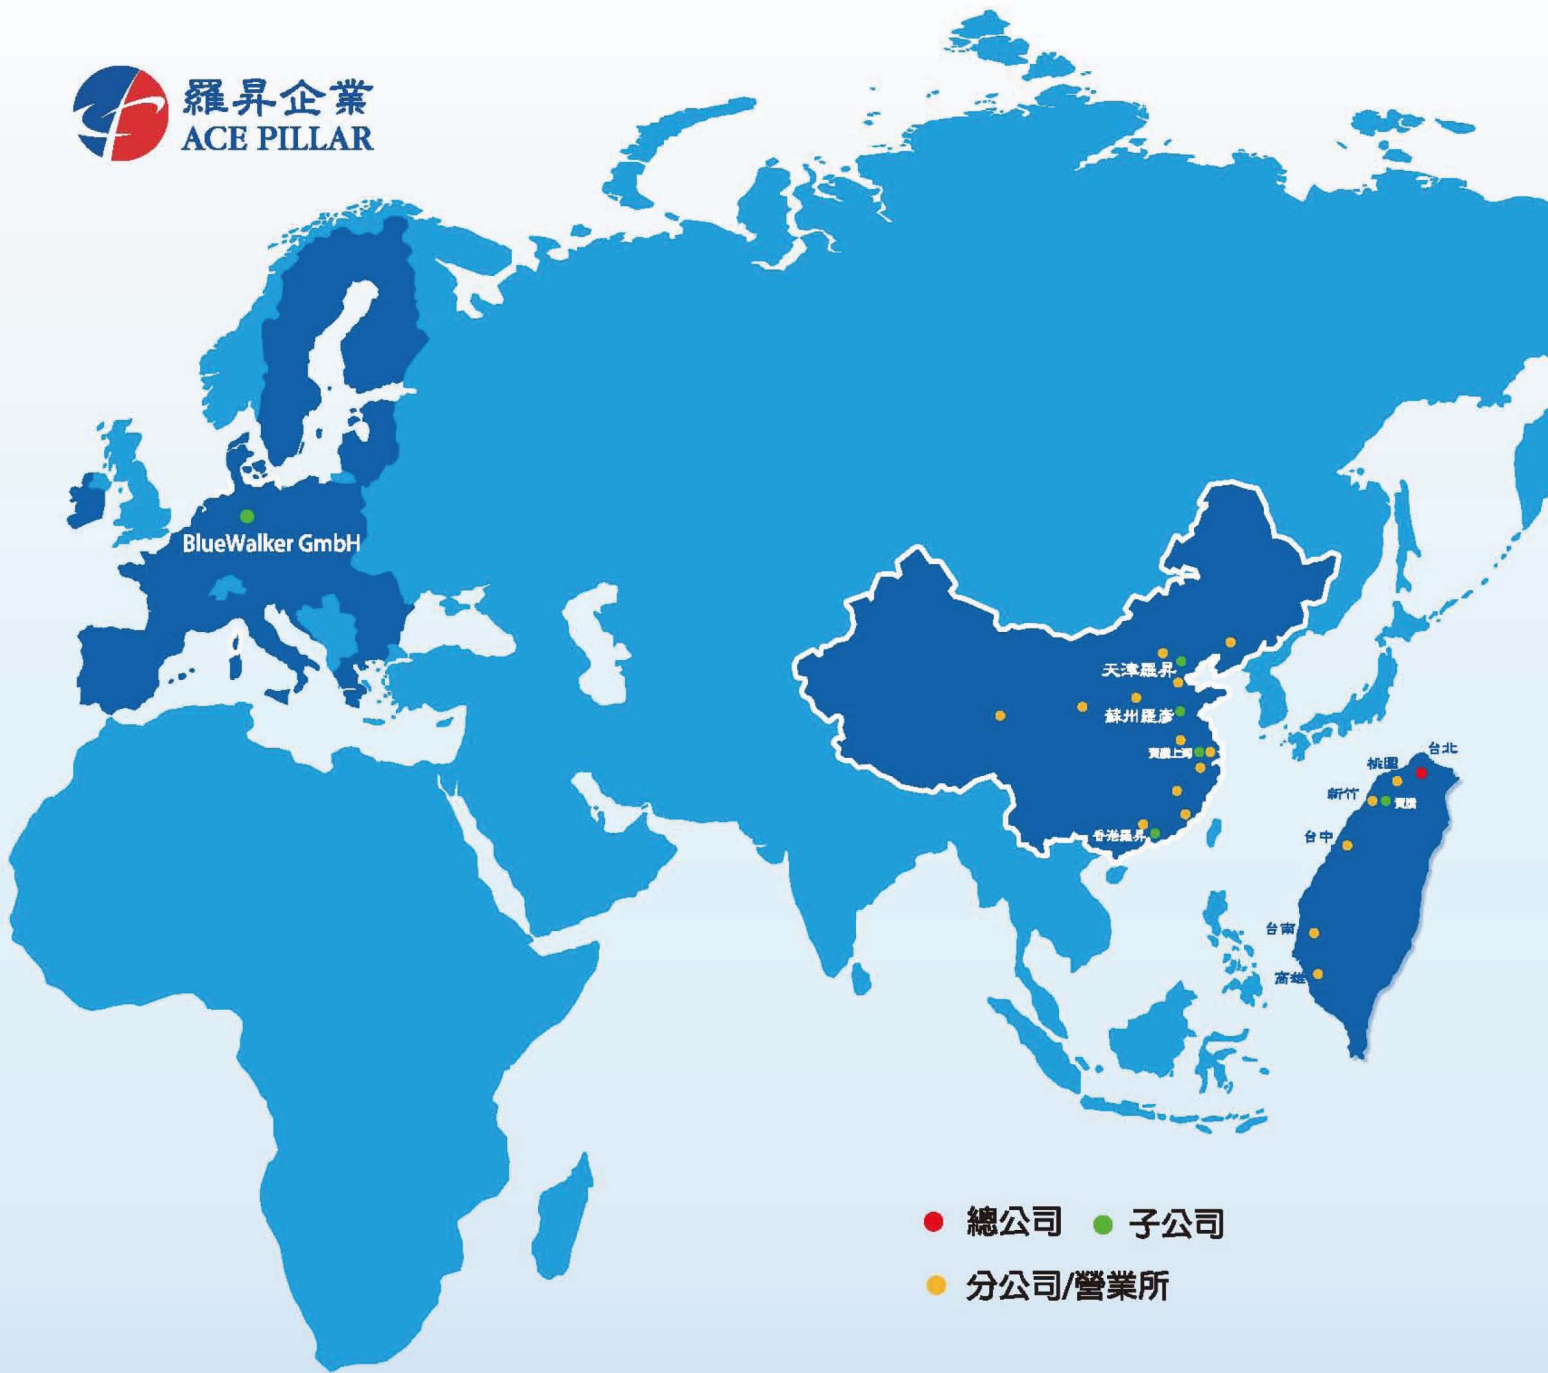 羅昇企業
ACE PILLAR
BlueWalker GmbH
天津羅昇
蘇州羅彥
上海
香港羅昇
台北
桃園
新竹
台中
台南
高雄
總公司
子公司
分公司/營業所